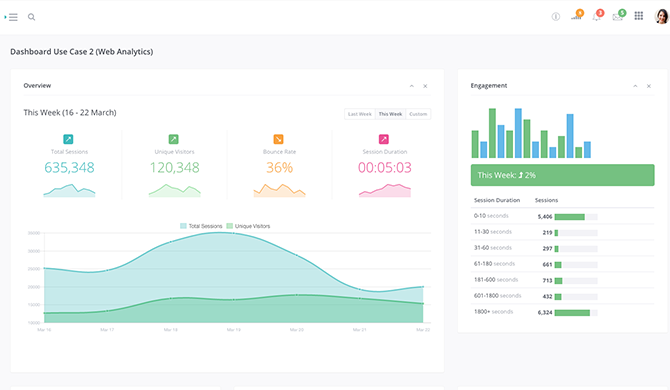 6 3 5
Dashboard Use Case 2 (Web Analytics)
Overview
This Week (16 - 22 March)
Last Week This Week Custom
Total Sessions Unique Visitors Bounce Rate Session Duration
635,348 120,348 36% 00:05:03
Total Sessions Unique Visitors
Mar 16 Mar 17 Mar 18 Mar 19 Mar 20 Mar 21 Mar 22
Engagement
This Week: 2%
Session Duration Sessions
0-10 seconds 5,406
11-30 seconds 219
31-60 seconds 297
61-180 seconds 661
181-600 seconds 713
601-1800 seconds 432
1800+ seconds 6,324